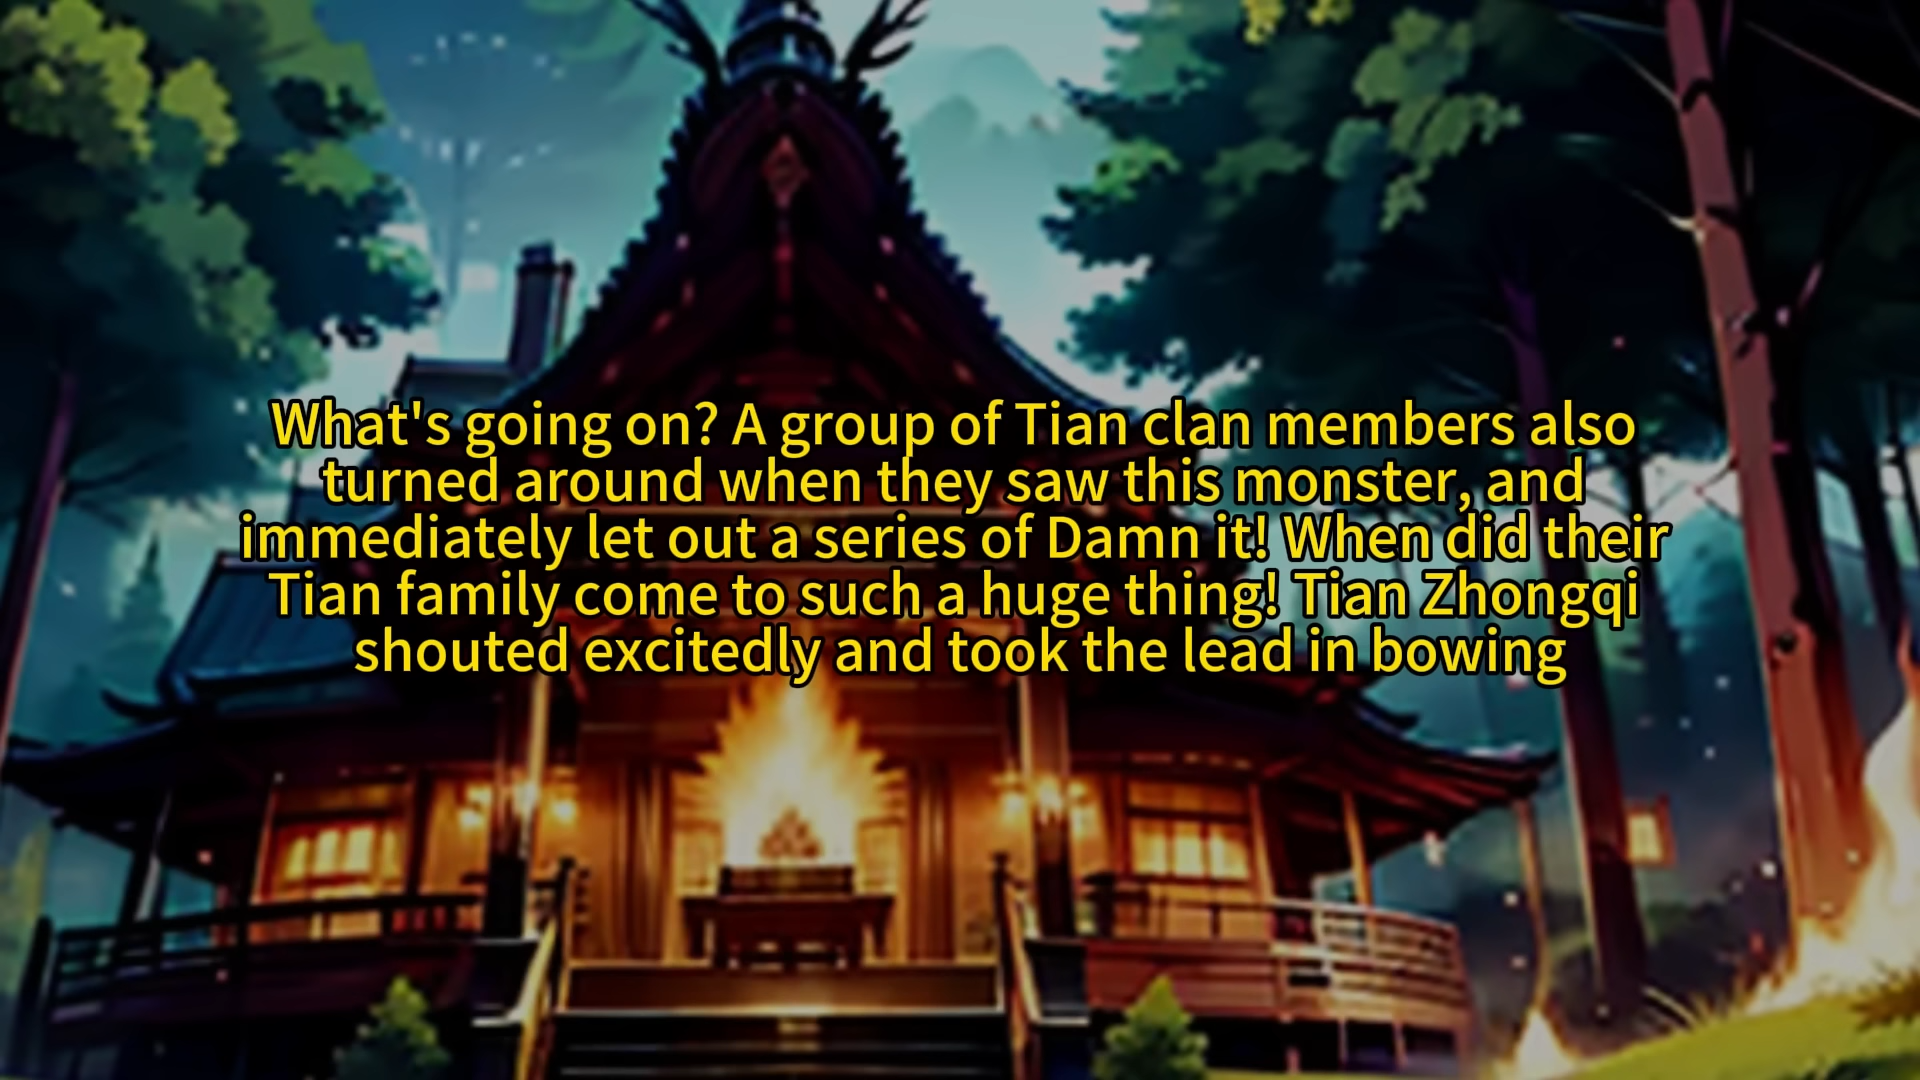 What's going on? A group of Tian clan members also
turned around when they saw this monster, and
immediately let out a series of Damn it! When did their
Tian family come to such a huge thing! Tian Zhongqi
shouted excitedly and took the lead in bowing